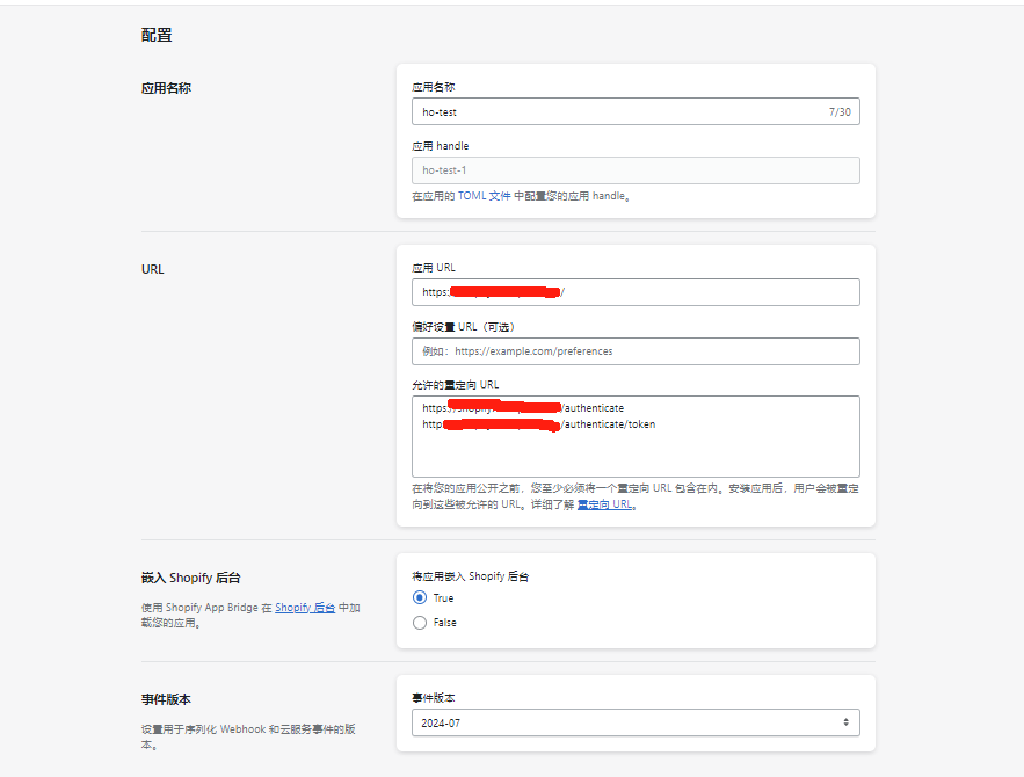 配置
应用名称
应用名称
ho-test 7/30
应用 handle
ho-test-1
在应用的 TOML 文件 中配置您的应用 handle。
URL
应用 URL
https: /
偏好设置 URL（可选）
例如：https://example.com/preferences
允许的重定向 URL
https: /authenticate
http /authenticate/token
在将您的应用公开之前，您至少必须将一个重定向 URL 包含在内。安装应用后，用户会被重定
向到这些被允许的 URL。详细了解 重定向 URL。
嵌入 Shopify 后台
使用 Shopify App Bridge 在 Shopify 后台 中加
载您的应用。
将应用嵌入 Shopify 后台
True
False
事件版本
设置用于序列化 Webhook 和云服务事件的版
本。
事件版本
2024-07